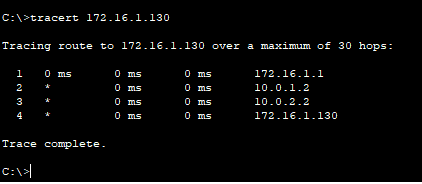 C:\>tracert 172.16.1.130
Tracing route to 172.16.1.130 over a maximum of 30 hops:
1 0 ms 0 ms 0 ms 172.16.1.1
2 * 0 ms 0 ms 10.0.1.2
3 * 0 ms 0 ms 10.0.2.2
4 * 0 ms 0 ms 172.16.1.130
Trace complete.
C:\>